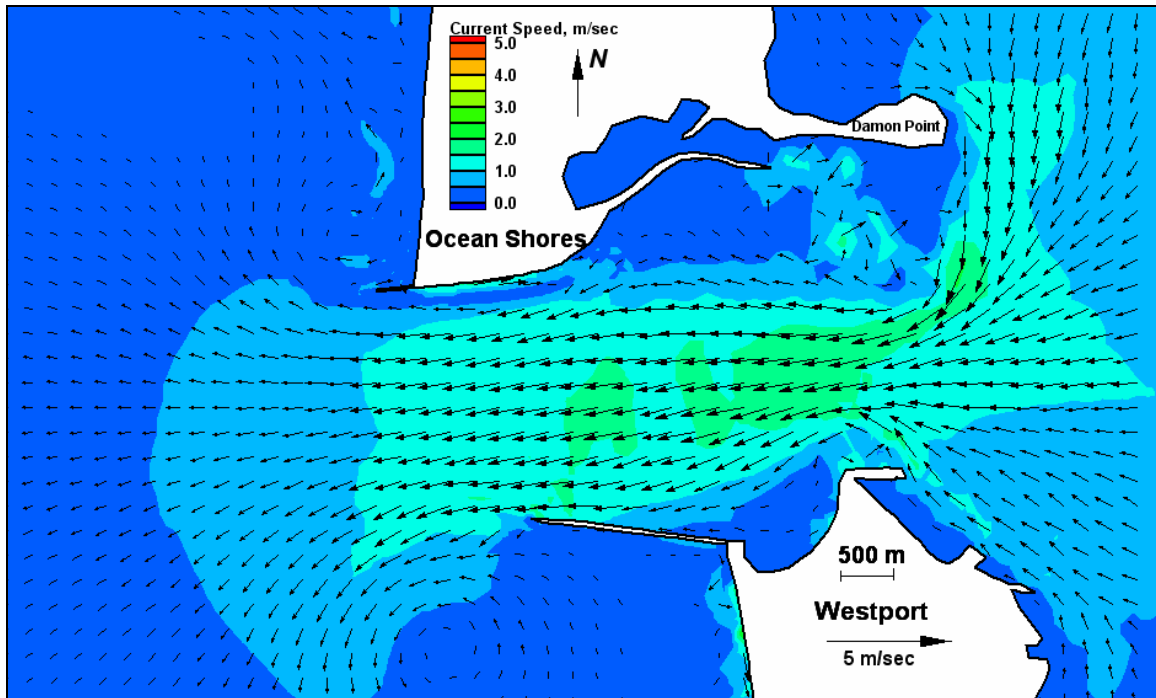 Current Speed, m/sec
5.0
4.0
3.0
2.0
1.0
0.0
N
Damon Point
Ocean Shores
500 m
Westport
5 m/sec